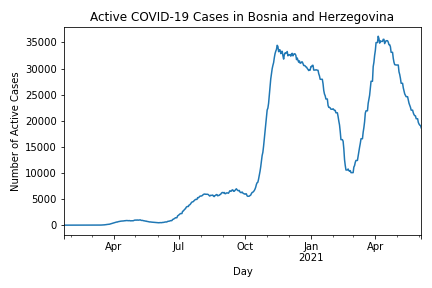 Active COVID-19 Cases in Bosnia and Herzegovina
Number of Active Cases
35000
30000
25000
20000
15000
10000
5000
0
Apr Jul Oct Jan Apr
2021
Day